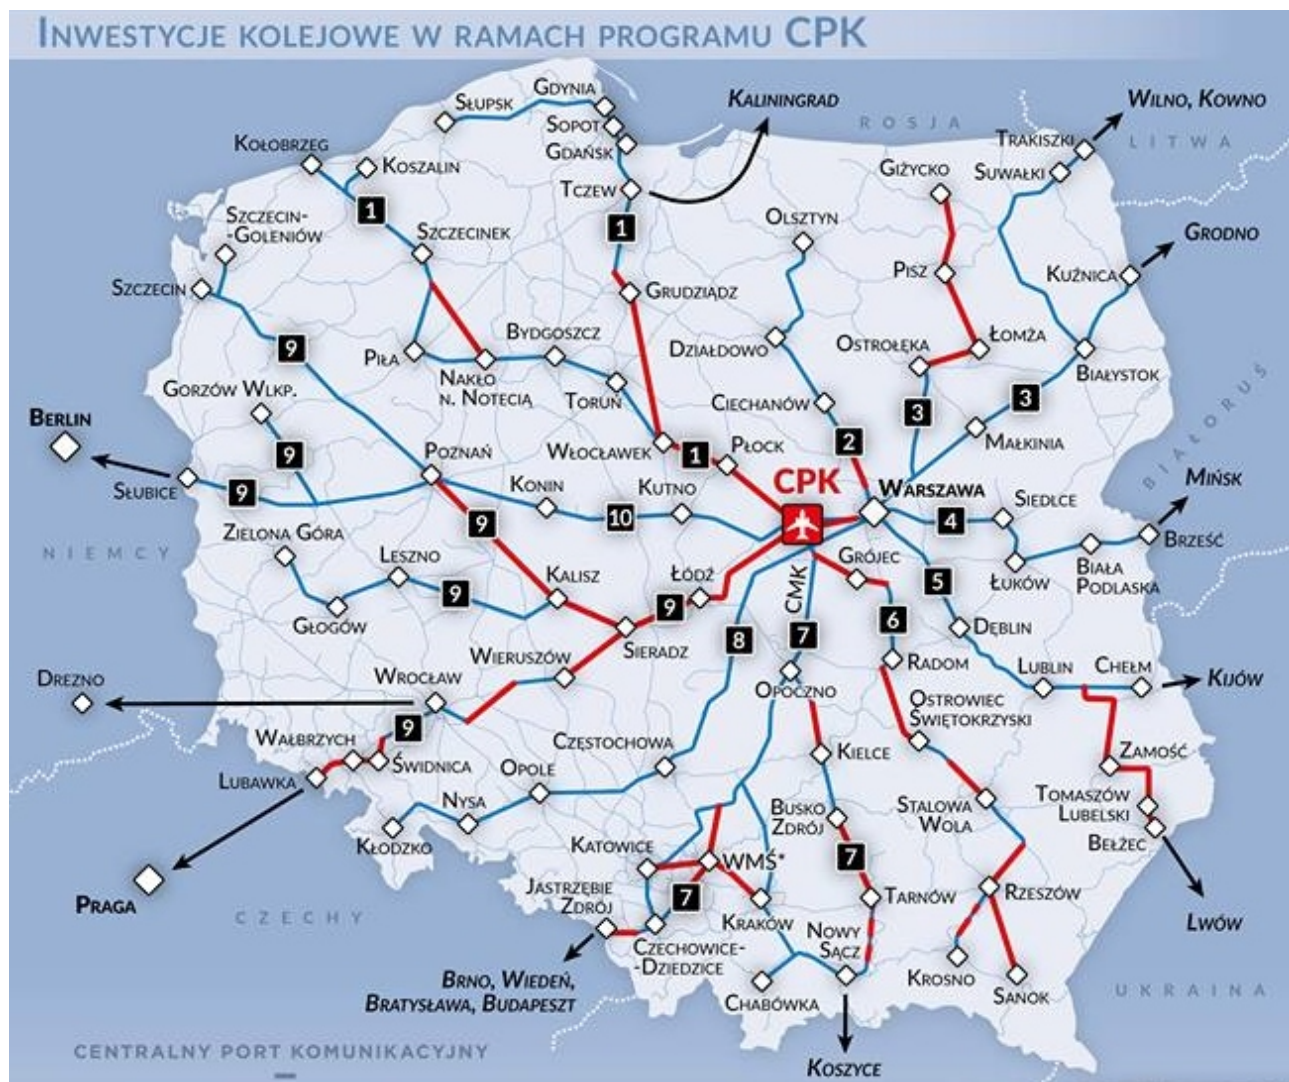 INWESTYCJE KOLEJOWE W RAMACH PROGRAMU CPK
GDYNIA
SŁUPSK
SOPOT
GDAŃSK
KALININGRAD
ROSJA
WILNO, KOWNO
TRAKISZKI
LITWA
KOŁOBRZEG
KOSZALIN
TCZEW
GIŻYCKO
SUWAŁKI
1
SZCZECIN-
-GOLENIÓW
SZCZECINEK
1
OLSZTYN
GRODNO
PISZ
KUŹNICA
SZCZECIN
GRUDZIĄDZ
9
BYDGOSZCZ
PIŁA
DZIAŁDOWO
OSTROŁĘKA
ŁOMŻA
BIAŁYSTOK
NAKŁO
N. NOTECIĄ
GORZÓW WLKP.
TORUŃ
CIECHANÓW
3
3
BIAŁORUŚ
BERLIN
9
POZNAŃ
WŁOCŁAWEK
1
PŁOCK
2
MAŁKINIA
SŁUBICE
9
KONIN
KUTNO
CPK
WARSZAWA
SIEDLCE
MIŃSK
10
4
BRZEŚĆ
ZIELONA GÓRA
9
NIEMCY
LESZNO
GRÓJEC
ŁUKÓW
BIAŁA
PODLASKA
KALISZ
ŁÓDŹ
CMK
5
9
9
GŁOGÓW
8
7
6
DĘBLIN
SIERADZ
WIERUSZÓW
RADOM
LUBLIN
CHEŁM
DREZNO
WROCŁAW
OPOCZNO
KIJÓW
OSTROWIEC
ŚWIĘTOKRZYSKI
9
WAŁBRZYCH
CZĘSTOCHOWA
KIELCE
ZAMOŚĆ
LUBAWKA
ŚWIDNICA
OPOLE
NYSA
BUSKO
ZDRÓJ
STALOWA
WOLA
TOMASZÓW
LUBELSKI
KŁODZKO
KATOWICE
WMŚ*
BEŁŻEC
7
PRAGA
JASTRZĘBIE
ZDRÓJ
7
TARNÓW
RZESZÓW
CZECHY
KRAKÓW
NOWY
SĄCZ
LWÓW
CZECHOWICE-
-DZIEDZICE
KROSNO
SANOK
BRNO, WIEDEŃ,
BRATYSŁAWA, BUDAPESZT
CHABÓWKA
UKRAINA
CENTRALNY PORT KOMUNIKACYJNY
KOSZYCE